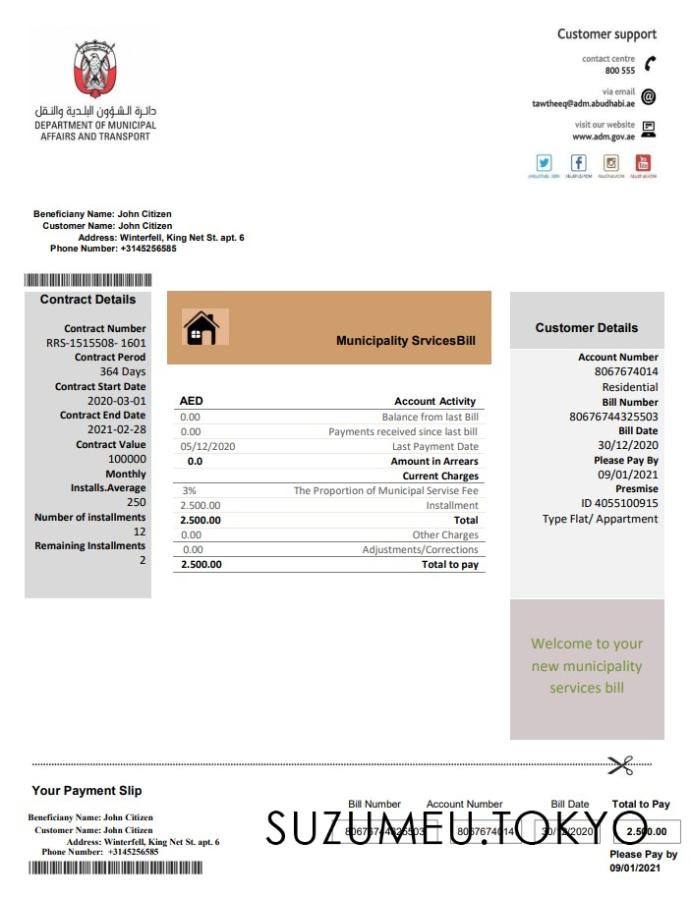 دائرة الشؤون البلدية والنقل
DEPARTMENT OF MUNICIPAL
AFFAIRS AND TRANSPORT
Customer support
contact centre
800 555
via email
tawtheeq@adm.abudhabi.ae
visit our website
www.adm.gov.ae
Beneficiany Name: John Citizen
Customer Name: John Citizen
Address: Winterfell, King Net St. apt. 6
Phone Number: +3145256585
Contract Details
Contract Number
RRS-1515508- 1601
Contract Perod
364 Days
Contract Start Date
2020-03-01
Contract End Date
2021-02-28
Contract Value
100000
Monthly
Installs.Average
250
Number of installments
12
Remaining Installments
2
Municipality SrvicesBill
AED Account Activity
0.00 Balance from last Bill
0.00 Payments received since last bill
05/12/2020 Last Payment Date
0.0 Amount in Arrears
Current Charges
3% The Proportion of Municipal Servise Fee
2.500.00 Installment
2.500.00 Total
0.00 Other Charges
0.00 Adjustments/Corrections
2.500.00 Total to pay
Customer Details
Account Number
8067674014
Residential
Bill Number
80676744325503
Bill Date
30/12/2020
Please Pay By
09/01/2021
Presmise
ID 4055100915
Type Flat/ Appartment
Welcome to your
new municipality
services bill
Your Payment Slip
Beneficiany Name: John Citizen
Customer Name: John Citizen
Address: Winterfell, King Net St. apt. 6
Phone Number: +3145256585
Bill Number Account Number Bill Date Total to Pay
80676744325503 8067674014 30/12/2020 2.500.00
SUZUMEU.TOKYO
Please Pay by
09/01/2021